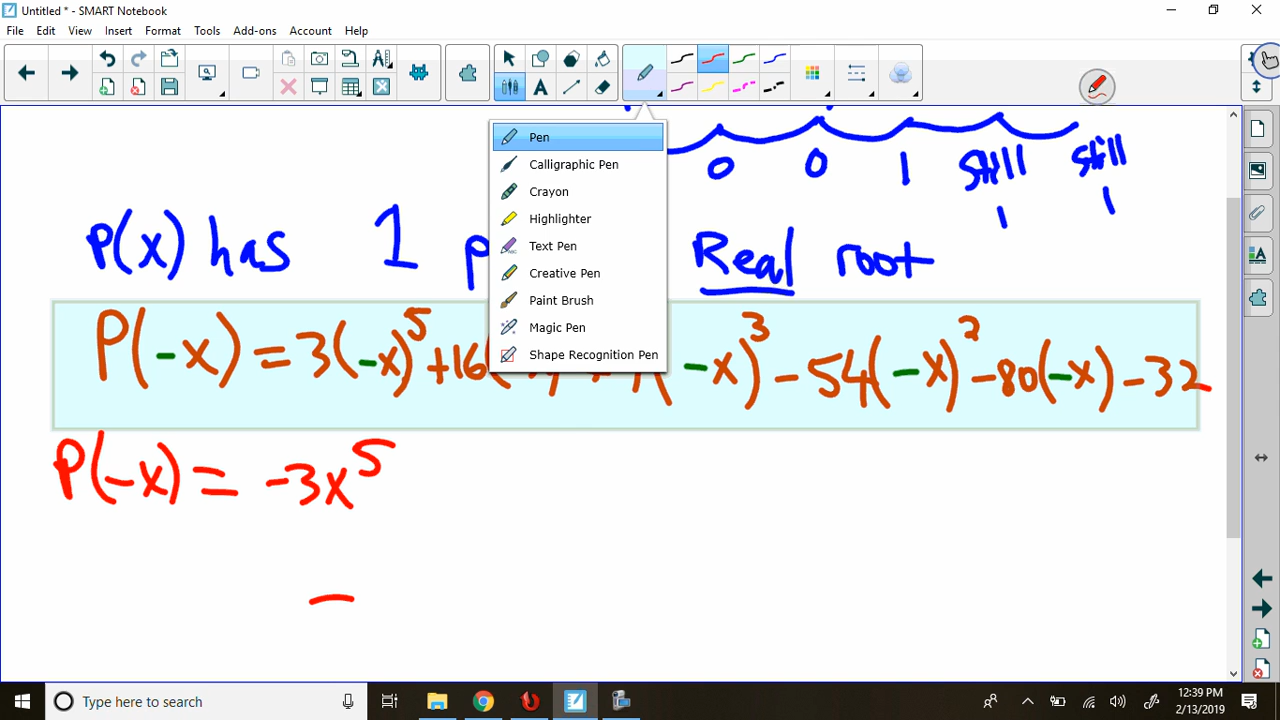 Untitled * - SMART Notebook
File Edit View Insert Format Tools Add-ons Account Help
0 0 1 still still
1 1
P(x) has 1 p Real root
Pen
Calligraphic Pen
Crayon
Highlighter
Text Pen
Creative Pen
Paint Brush
Magic Pen
Shape Recognition Pen
P(-x) = 3(-x)^5 +16( -x)^3 - 54(-x)^2 -80(-x) - 32
P(-x) = -3x^5
−
Type here to search
12:39 PM
2/13/2019